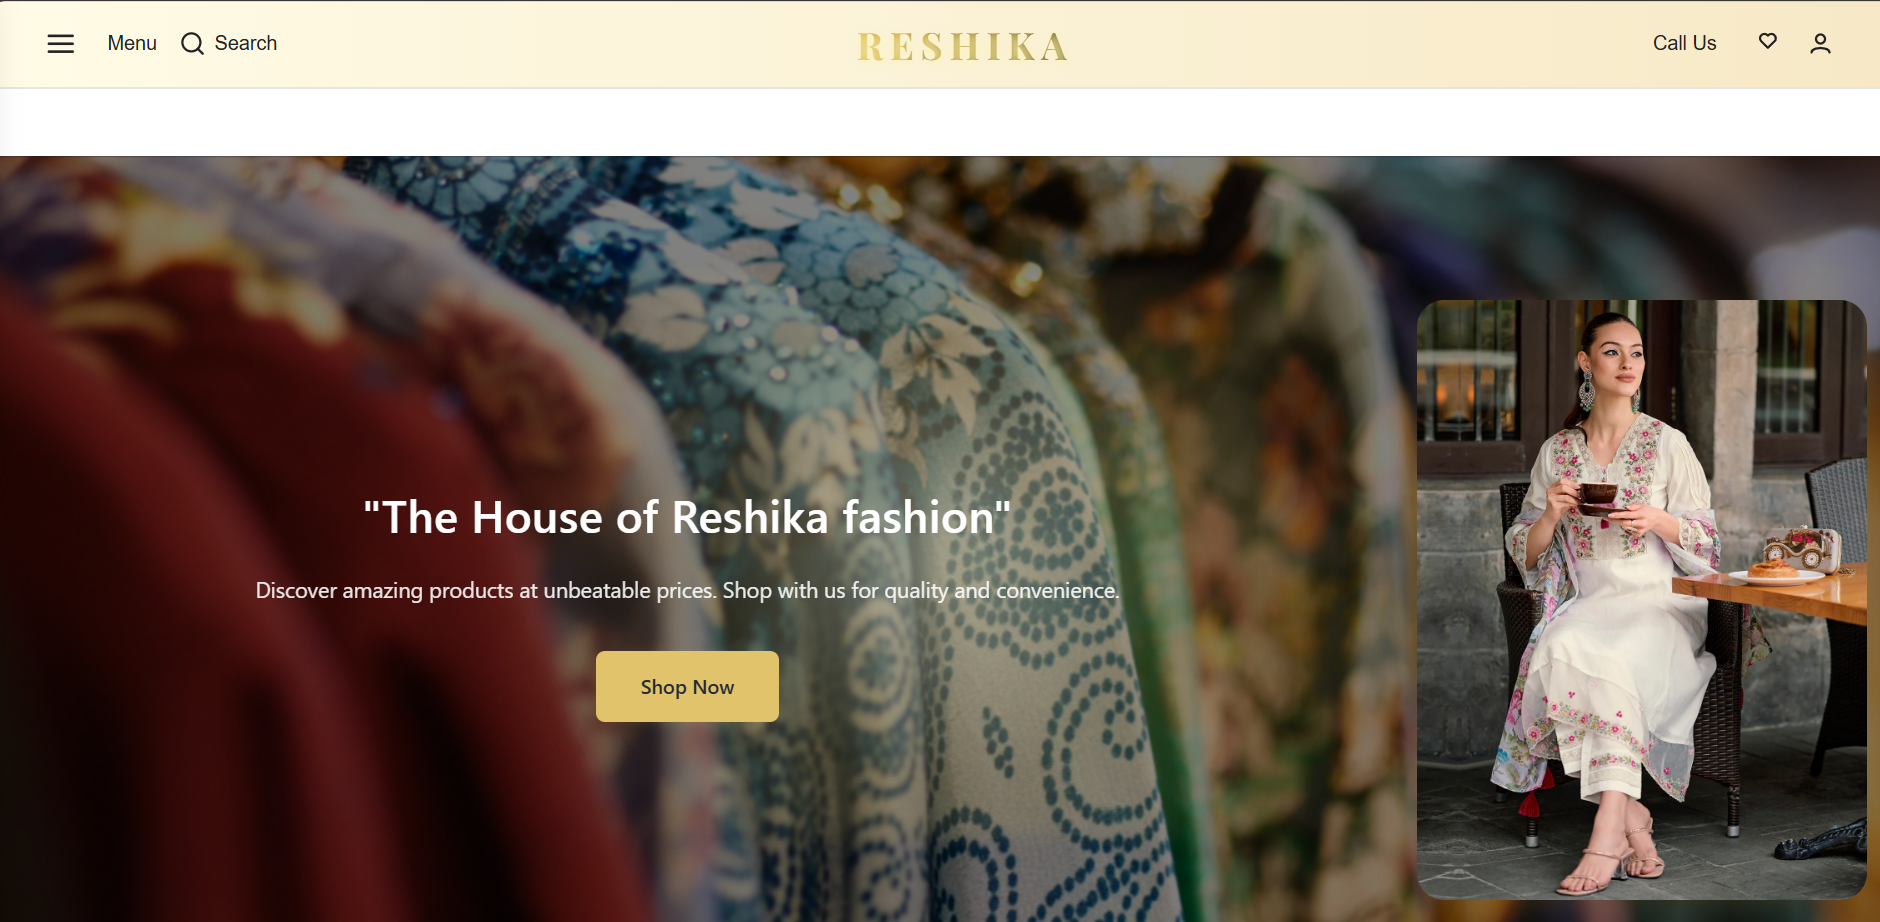 Menu
Search
RESHIKA
Call Us
"The House of Reshika fashion"
Discover amazing products at unbeatable prices. Shop with us for quality and convenience.
Shop Now